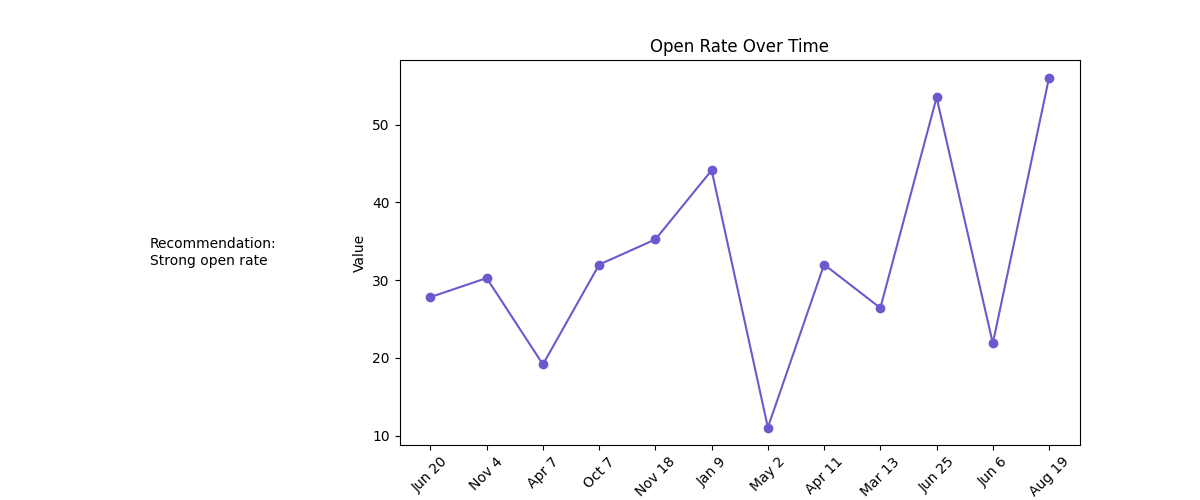 Open Rate Over Time
Recommendation:
Strong open rate
Value
50
40
30
20
10
Jun 20
Nov 4
Apr 7
Oct 7
Nov 18
Jan 9
May 2
Apr 11
Mar 13
Jun 25
Jun 6
Aug 19